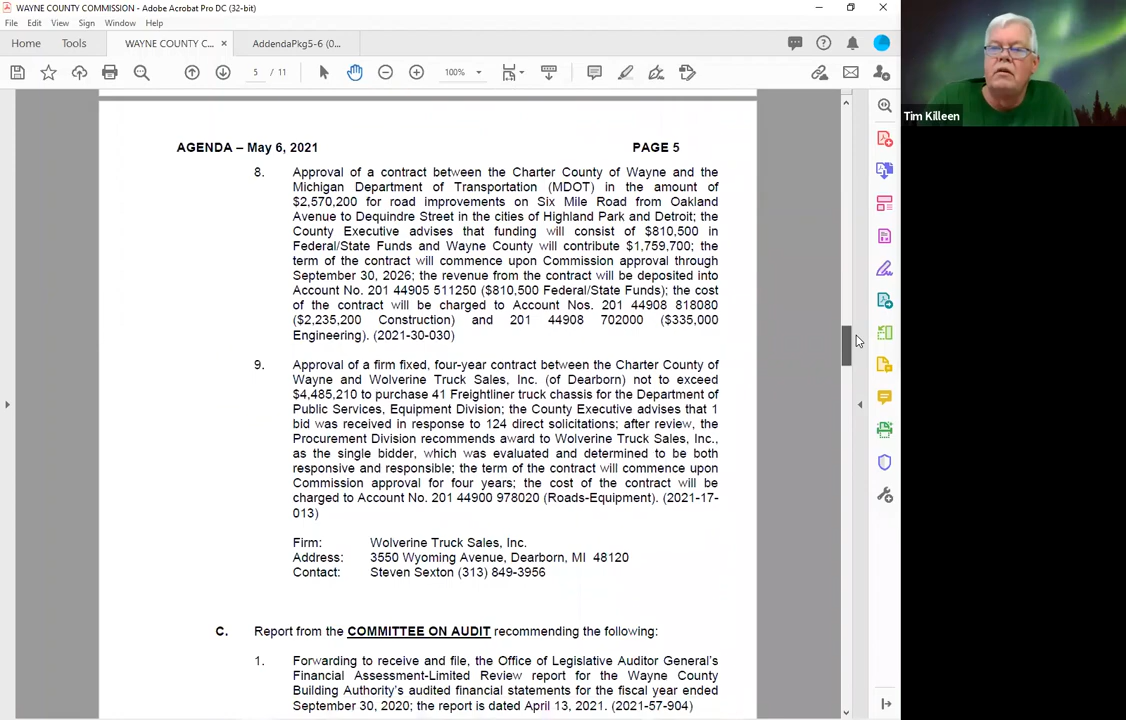 WAYNE COUNTY COMMISSION - Adobe Acrobat Pro DC (32-bit)
File Edit View Sign Window Help
Home Tools WAYNE COUNTY C... × AddendaPkg5-6 (0...
5 / 11 100%
Tim Killeen
AGENDA – May 6, 2021 PAGE 5
8. Approval of a contract between the Charter County of Wayne and the
Michigan Department of Transportation (MDOT) in the amount of
$2,570,200 for road improvements on Six Mile Road from Oakland
Avenue to Dequindre Street in the cities of Highland Park and Detroit; the
County Executive advises that funding will consist of $810,500 in
Federal/State Funds and Wayne County will contribute $1,759,700; the
term of the contract will commence upon Commission approval through
September 30, 2026; the revenue from the contract will be deposited into
Account No. 201 44905 511250 ($810,500 Federal/State Funds); the cost
of the contract will be charged to Account Nos. 201 44908 818080
($2,235,200 Construction) and 201 44908 702000 ($335,000
Engineering). (2021-30-030)
9. Approval of a firm fixed, four-year contract between the Charter County of
Wayne and Wolverine Truck Sales, Inc. (of Dearborn) not to exceed
$4,485,210 to purchase 41 Freightliner truck chassis for the Department of
Public Services, Equipment Division; the County Executive advises that 1
bid was received in response to 124 direct solicitations; after review, the
Procurement Division recommends award to Wolverine Truck Sales, Inc.,
as the single bidder, which was evaluated and determined to be both
responsive and responsible; the term of the contract will commence upon
Commission approval for four years; the cost of the contract will be
charged to Account No. 201 44900 978020 (Roads-Equipment). (2021-17-
013)
Firm: Wolverine Truck Sales, Inc.
Address: 3550 Wyoming Avenue, Dearborn, MI 48120
Contact: Steven Sexton (313) 849-3956
C. Report from the COMMITTEE ON AUDIT recommending the following:
1. Forwarding to receive and file, the Office of Legislative Auditor General's
Financial Assessment-Limited Review report for the Wayne County
Building Authority's audited financial statements for the fiscal year ended
September 30, 2020; the report is dated April 13, 2021. (2021-57-904)